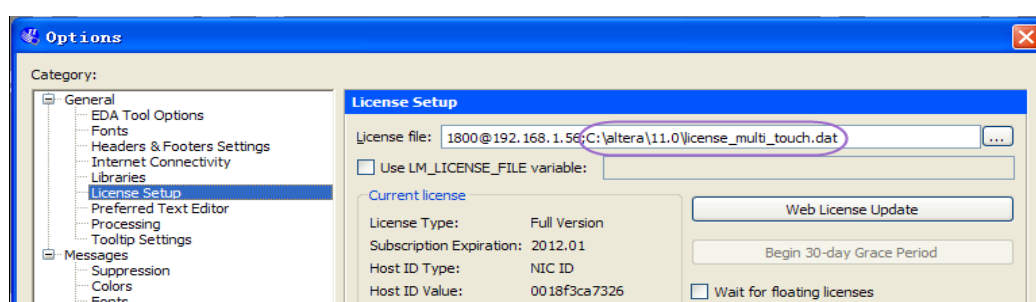 Options
Category:
General
EDA Tool Options
Fonts
Headers & Footers Settings
Internet Connectivity
Libraries
License Setup
Preferred Text Editor
Processing
Tooltip Settings
Messages
Suppression
Colors
Fonts
License Setup
License file: 1800@192.168.1.56;C:\altera\11.0\license_multi_touch.dat ...
Use LM_LICENSE_FILE variable:
Current license
License Type: Full Version
Subscription Expiration: 2012.01
Host ID Type: NIC ID
Host ID Value: 0018f3ca7326
Web License Update
Begin 30-day Grace Period
Wait for floating licenses